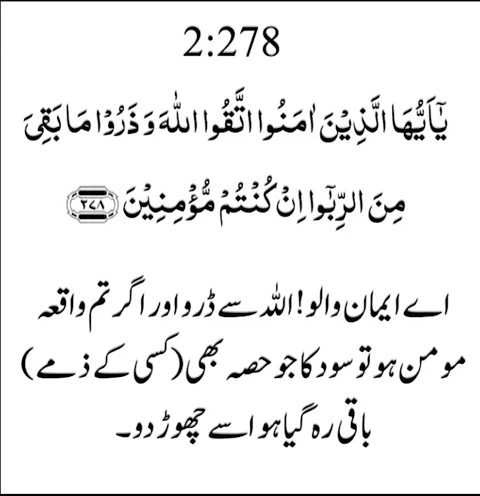 2:278
يٰۤاَيُّهَا الَّذِيْنَ اٰمَنُوا اتَّقُوا اللّٰهَ وَ ذَرُوْا مَا بَقِيَ
مِنَ الرِّبٰۤوا اِنْ كُنْتُمْ مُّؤْمِنِيْنَ ﴿۲۷۸﴾
اے ایمان والو! اللہ سے ڈرو اور اگر تم واقعہ
مومن ہو تو سود کا جو حصہ بھی (کسی کے ذمے)
باقی رہ گیا ہو اسے چھوڑ دو۔